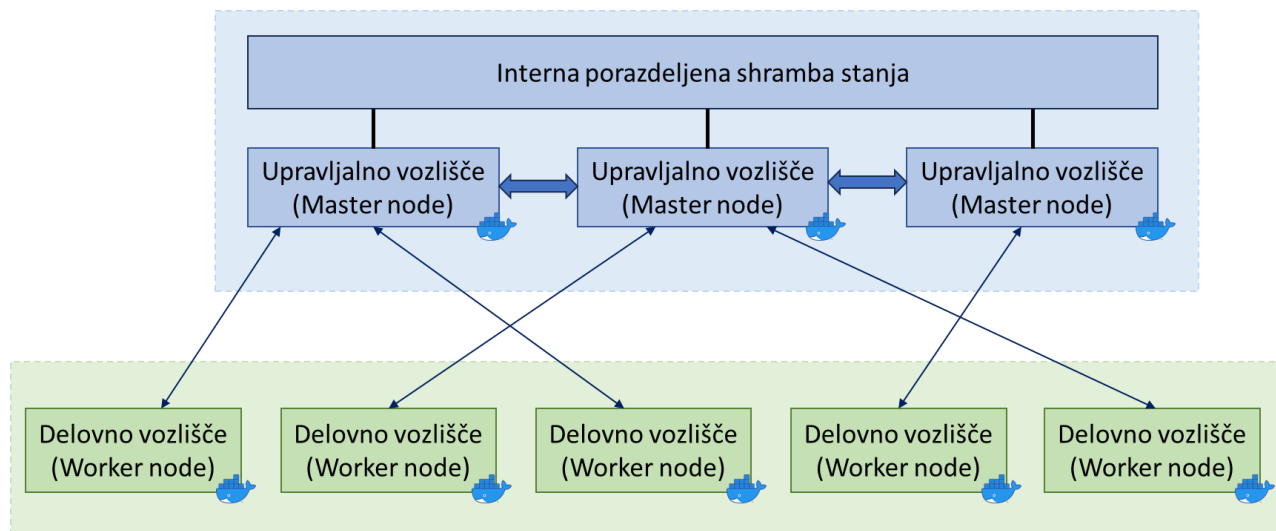 Interna porazdeljena shramba stanja
Upravljalno vozlišče
(Master node)
Upravljalno vozlišče
(Master node)
Upravljalno vozlišče
(Master node)
Delovno vozlišče
(Worker node)
Delovno vozlišče
(Worker node)
Delovno vozlišče
(Worker node)
Delovno vozlišče
(Worker node)
Delovno vozlišče
(Worker node)